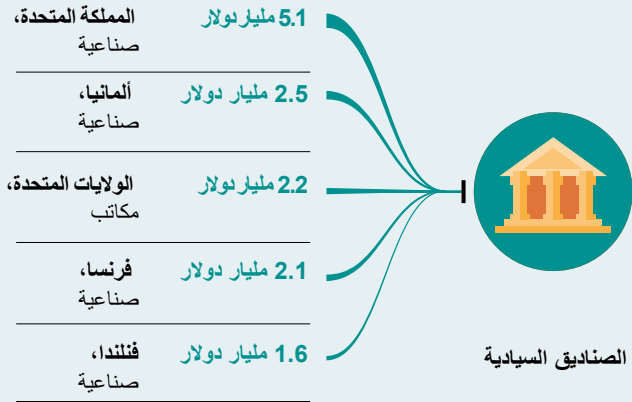 5.1 مليار دولار
المملكة المتحدة،
صناعية
2.5 مليار دولار
ألمانيا،
صناعية
2.2 مليار دولار
الولايات المتحدة،
مكاتب
2.1 مليار دولار
فرنسا،
صناعية
1.6 مليار دولار
فنلندا،
صناعية
الصناديق السيادية